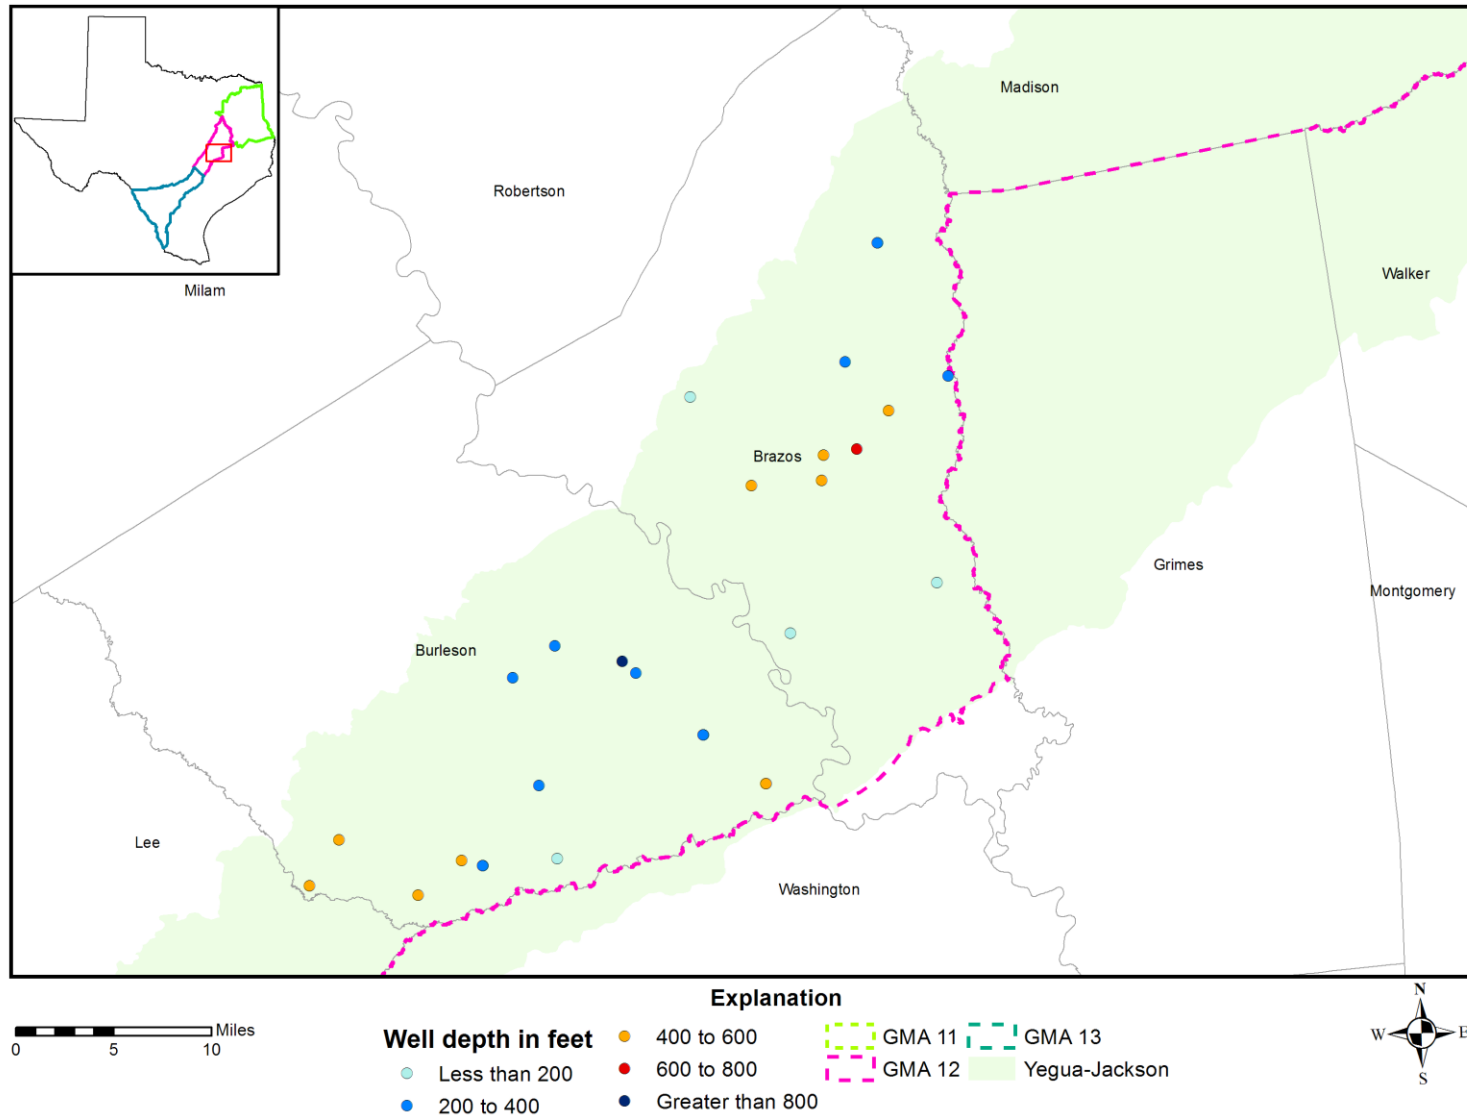 Madison
Robertson
Walker
Milam
Brazos
Grimes
Montgomery
Burleson
Lee
Washington
Explanation
Miles
0 5 10
Well depth in feet
Less than 200
200 to 400
400 to 600
600 to 800
Greater than 800
GMA 11
GMA 12
GMA 13
Yegua-Jackson
N
W E
S